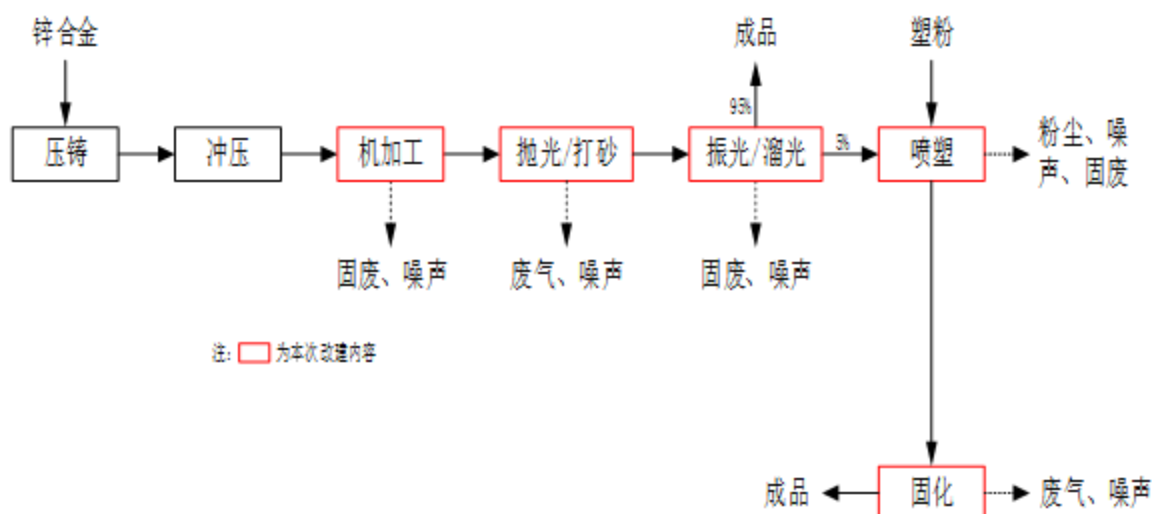 锌合金
成品
塑粉
95%
压铸
冲压
机加工
抛光/打砂
振光/溜光
5%
喷塑
粉尘、噪
声、固废
固废、噪声
废气、噪声
固废、噪声
注:
为本次改建内容
成品
固化
废气、噪声